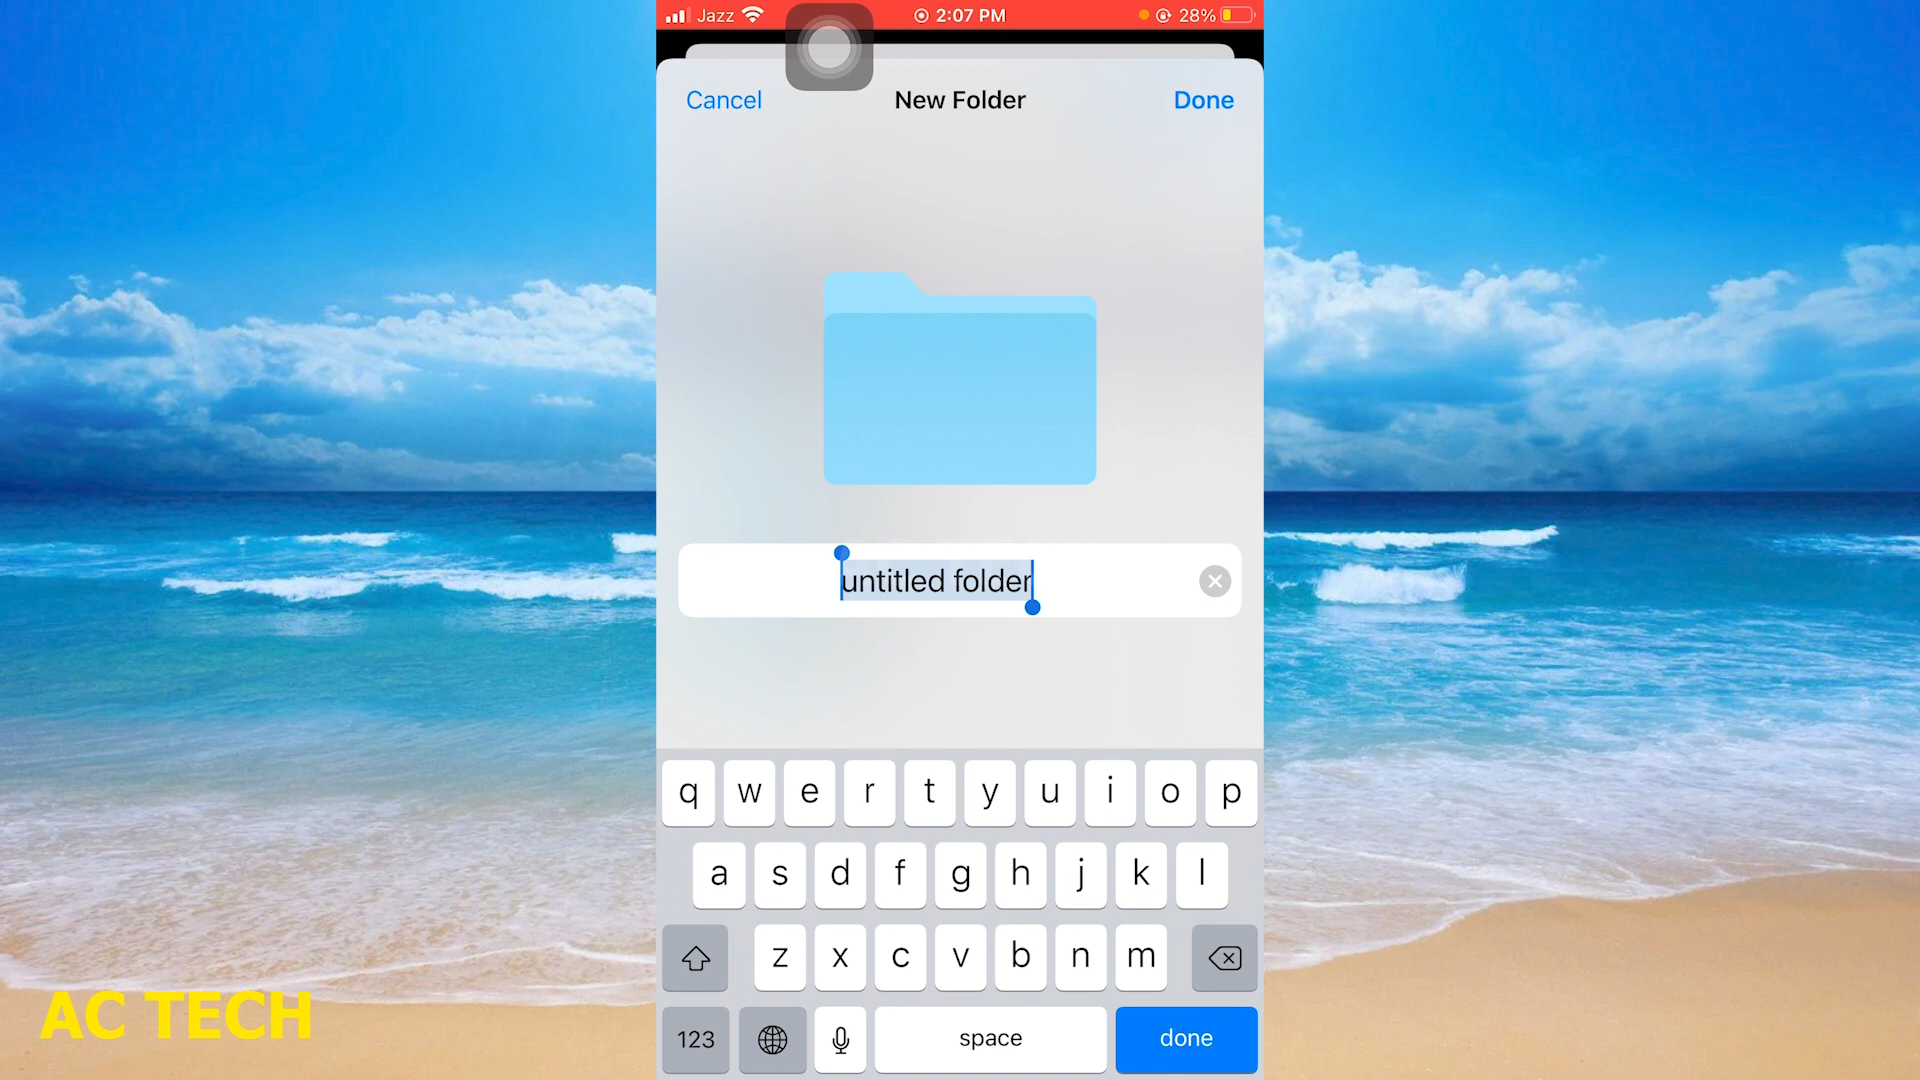 Jazz 2:07 PM 28%
Cancel New Folder Done
untitled folder
q w e r t y u i o p
a s d f g h j k l
z x c v b n m
123 space done
AC TECH